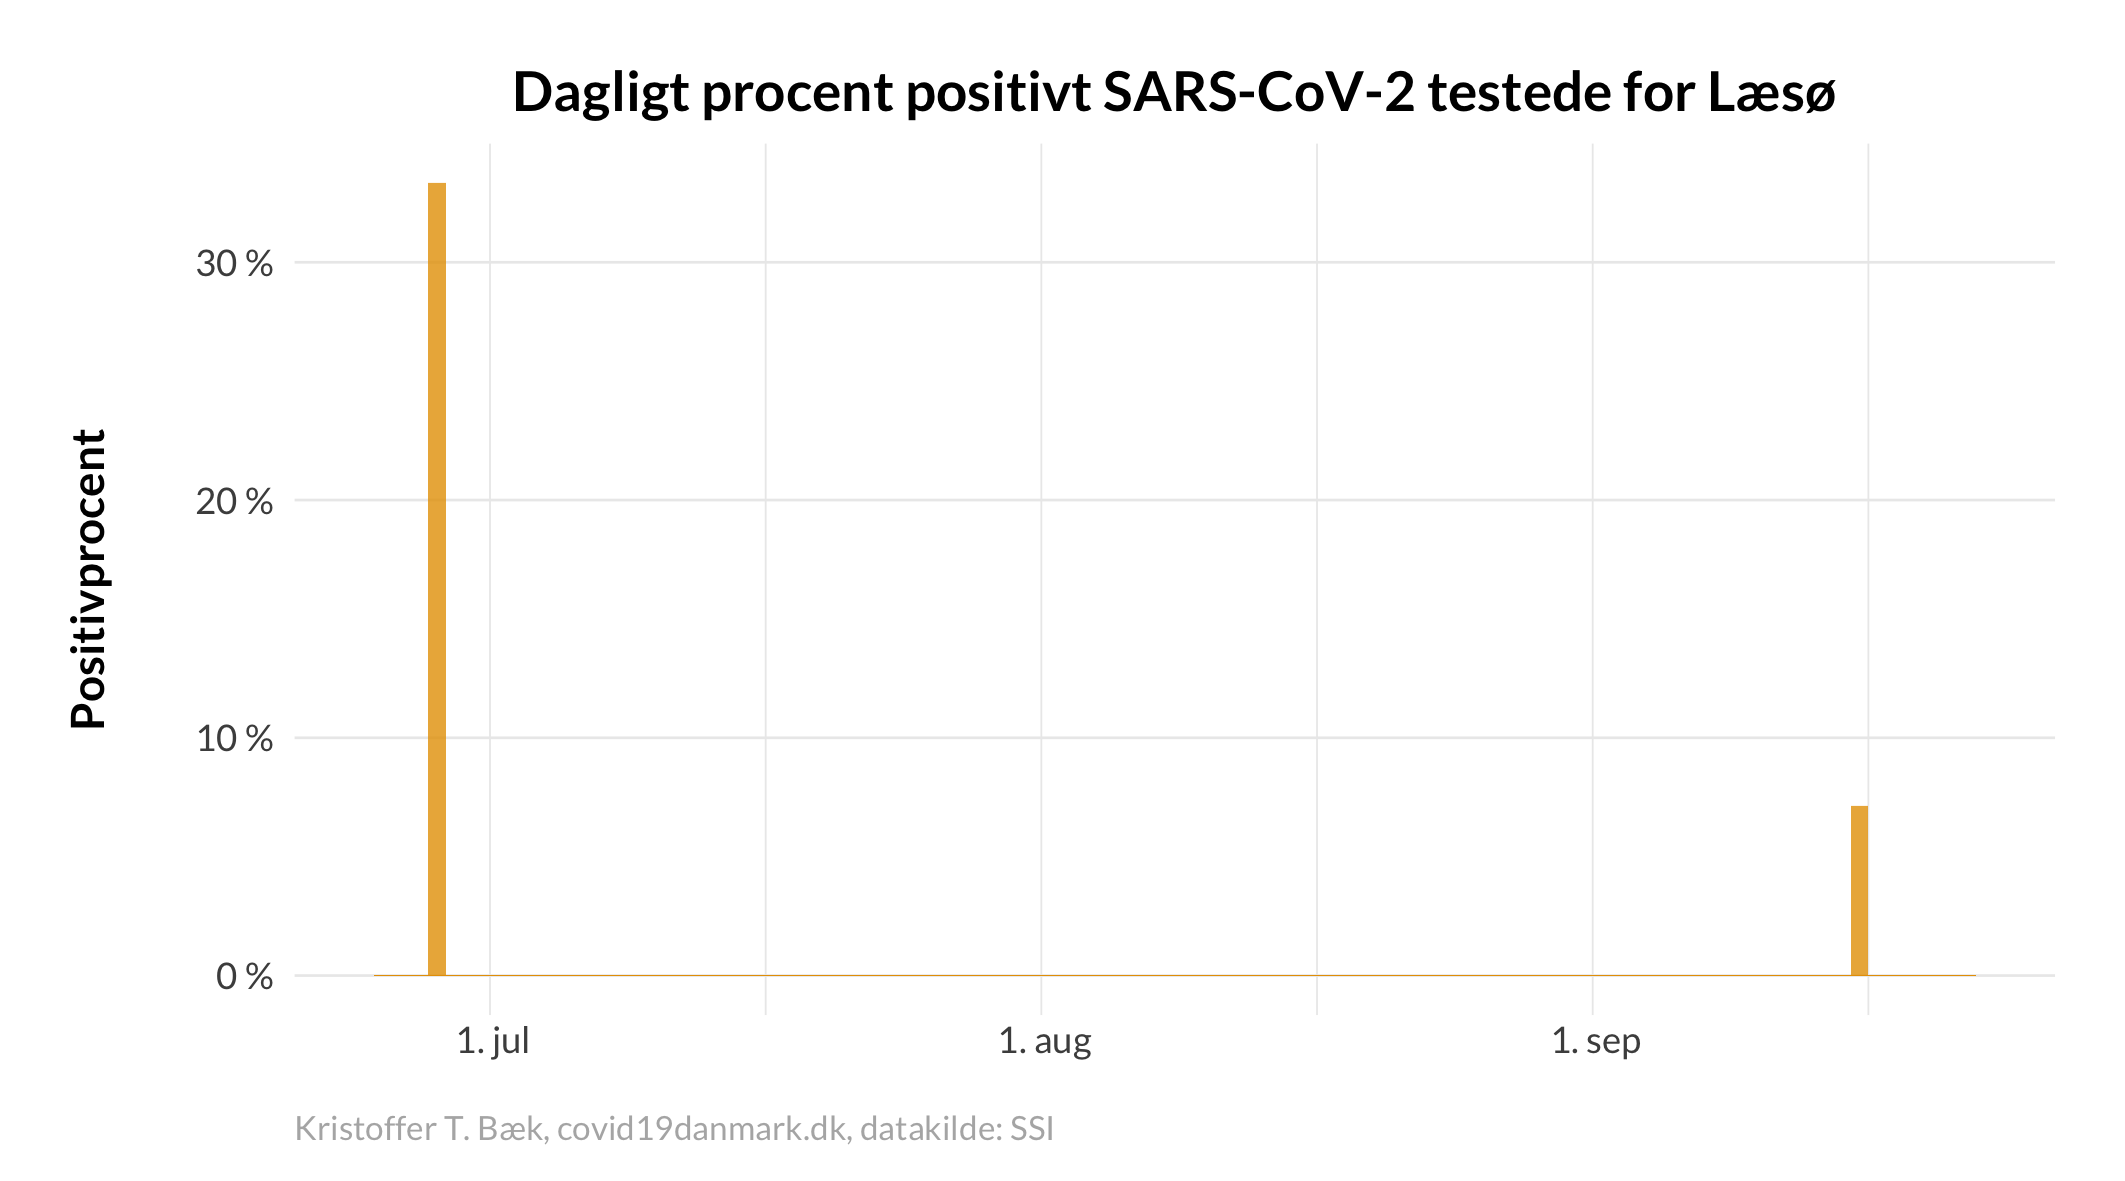 Dagligt procent positivt SARS-CoV-2 testede for Læsø
Positivprocent
30 %
20 %
10 %
0 %
1. jul
1. aug
1. sep
Kristoffer T. Bæk, covid19danmark.dk, datakilde: SSI